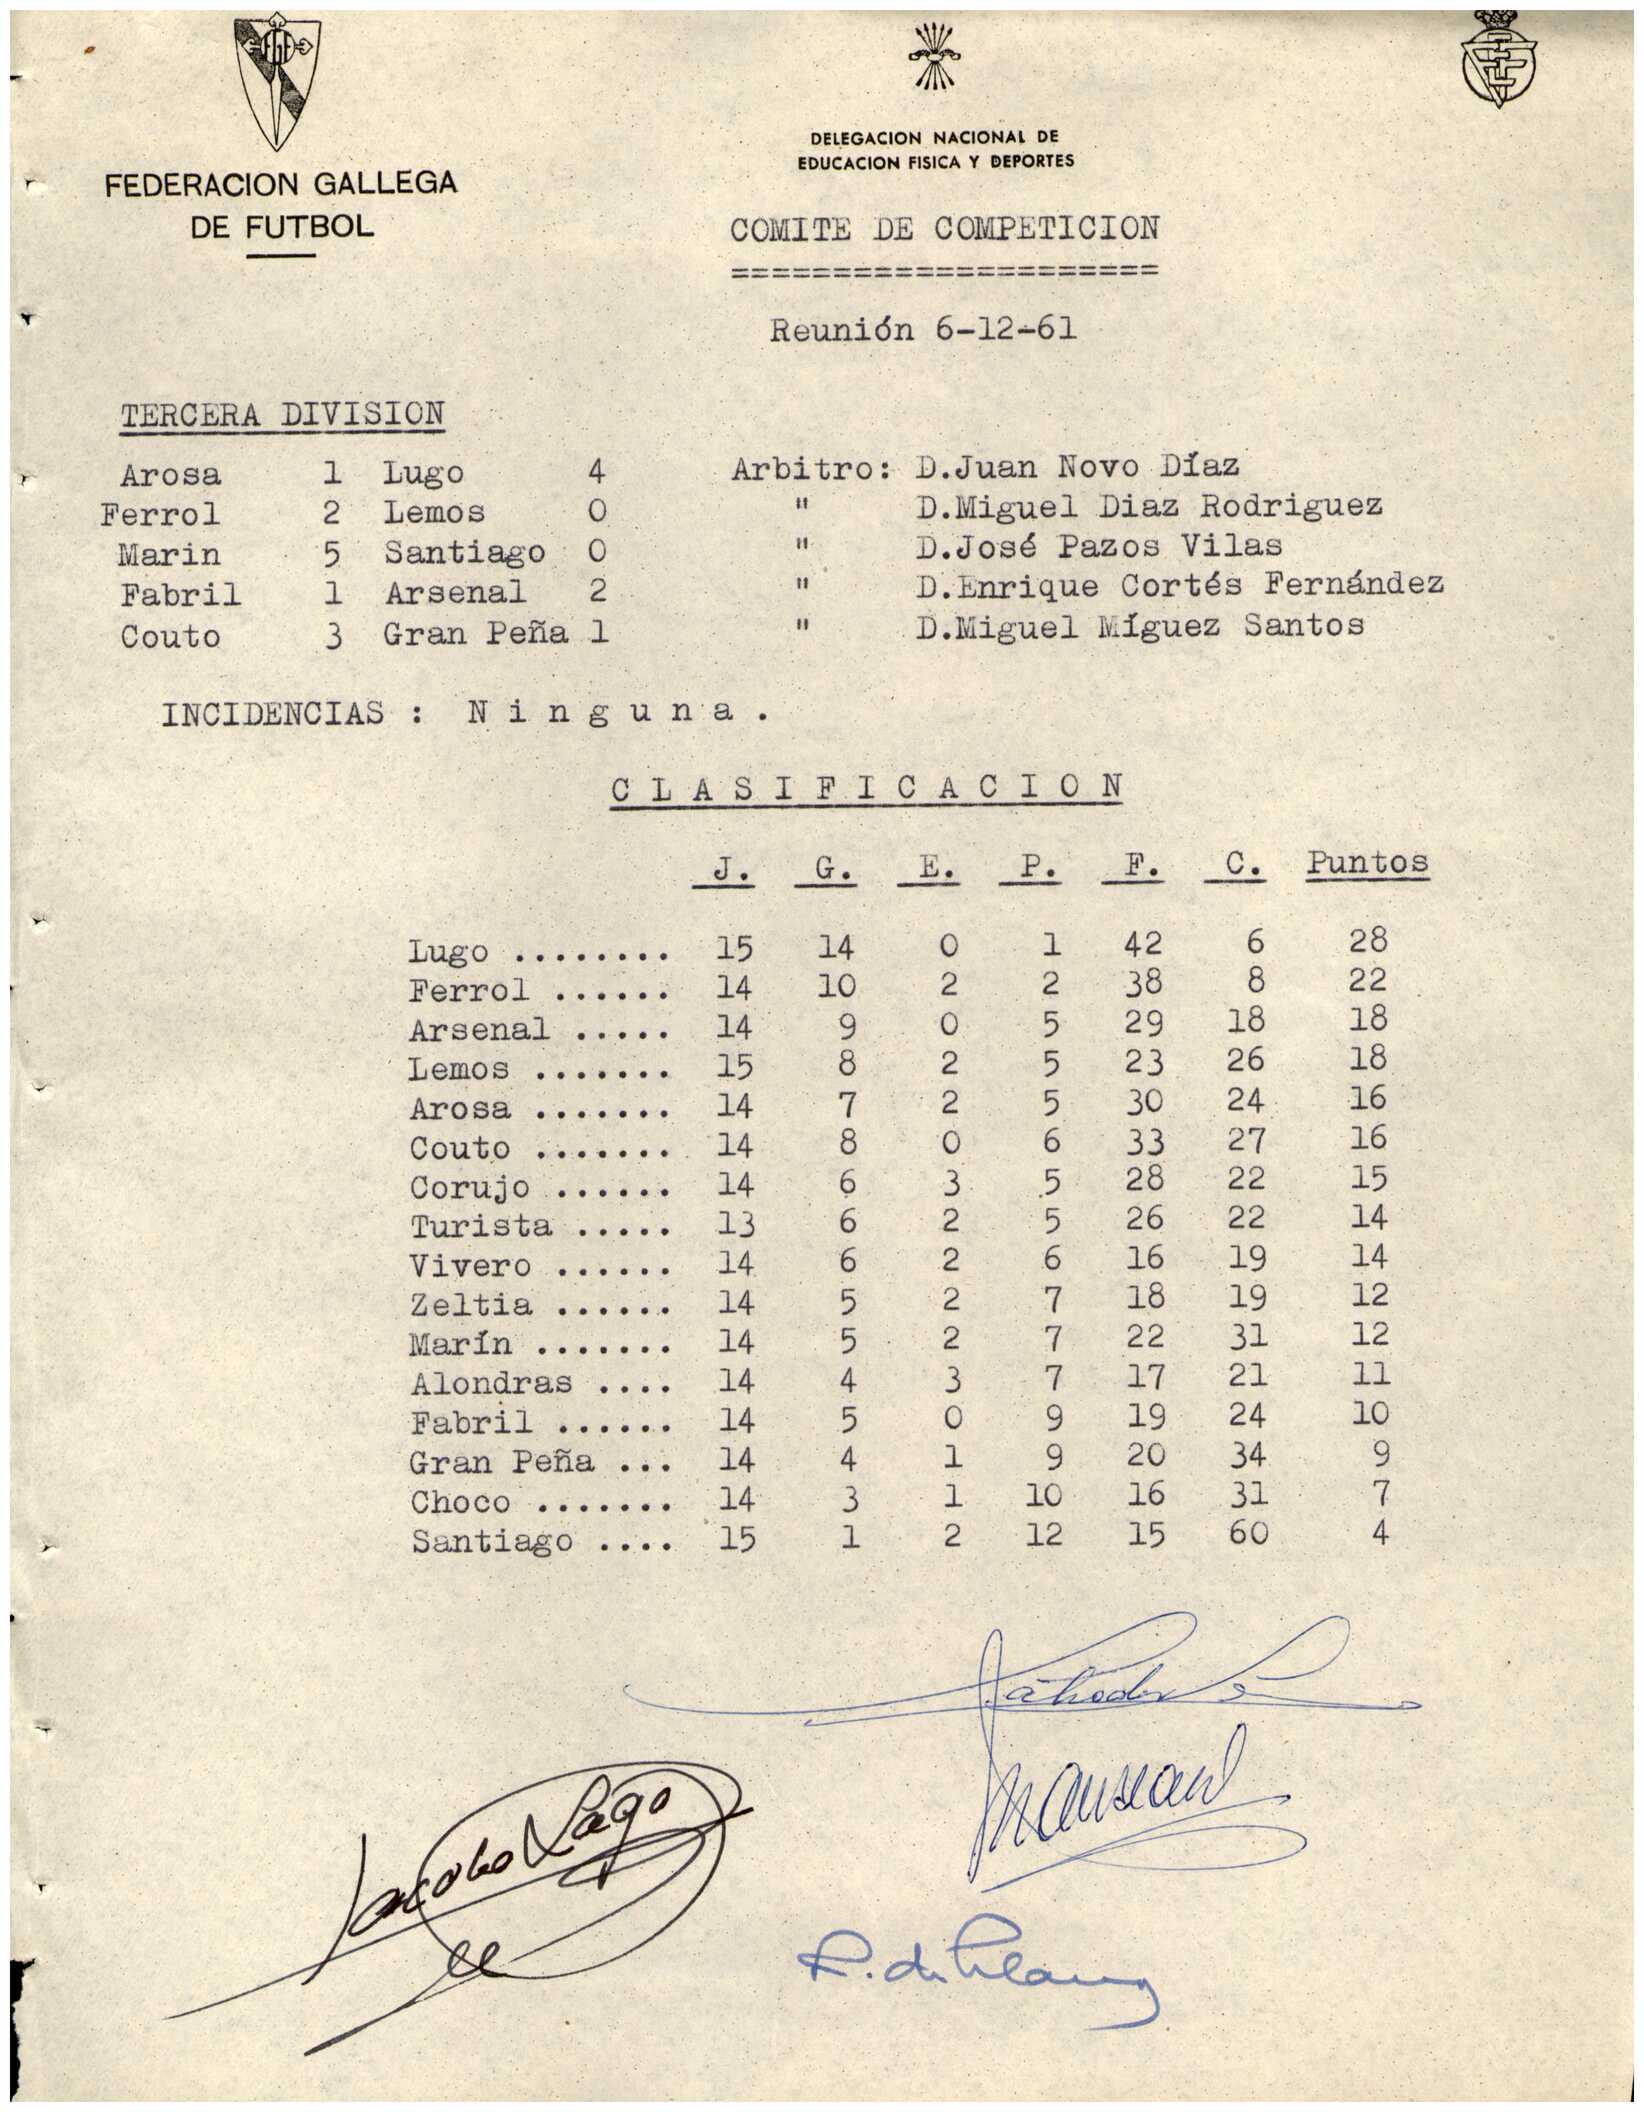 FEDERACION GALLEGA
DE FUTBOL
DELEGACION NACIONAL DE
EDUCACION FISICA Y DEPORTES
COMITE DE COMPETICION
=====================
Reunión 6-12-61
TERCERA DIVISION
Arosa 1 Lugo 4 Arbitro: D.Juan Novo Díaz
Ferrol 2 Lemos 0 " D.Miguel Diaz Rodriguez
Marin 5 Santiago 0 " D.José Pazos Vilas
Fabril 1 Arsenal 2 " D.Enrique Cortés Fernández
Couto 3 Gran Peña 1 " D.Miguel Míguez Santos
INCIDENCIAS : N i n g u n a .
C L A S I F I C A C I O N
J. G. E. P. F. C. Puntos
Lugo ........ 15 14 0 1 42 6 28
Ferrol ...... 14 10 2 2 38 8 22
Arsenal ..... 14 9 0 5 29 18 18
Lemos ....... 15 8 2 5 23 26 18
Arosa ....... 14 7 2 5 30 24 16
Couto ....... 14 8 0 6 33 27 16
Corujo ...... 14 6 3 5 28 22 15
Turista ..... 13 6 2 5 26 22 14
Vivero ...... 14 6 2 6 16 19 14
Zeltia ...... 14 5 2 7 18 19 12
Marín ....... 14 5 2 7 22 31 12
Alondras .... 14 4 3 7 17 21 11
Fabril ...... 14 5 0 9 19 24 10
Gran Peña ... 14 4 1 9 20 34 9
Choco ....... 14 3 1 10 16 31 7
Santiago .... 15 1 2 12 15 60 4
Jacobo Lago